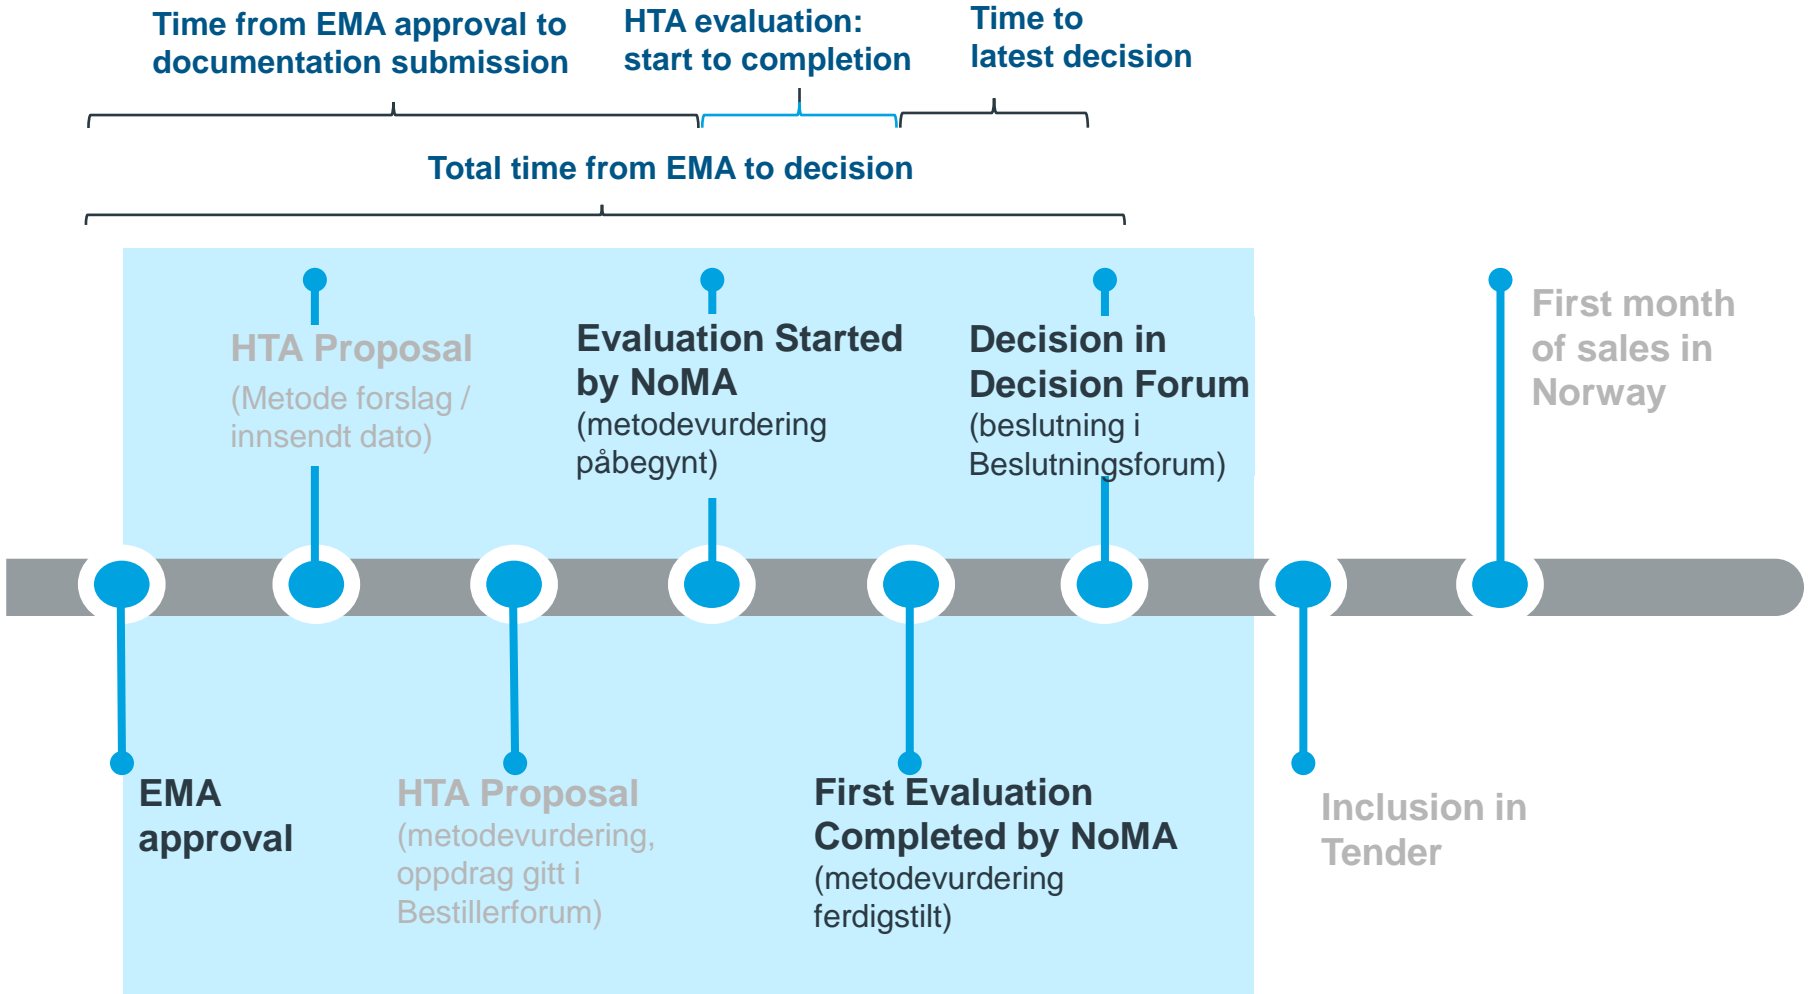 Time from EMA approval to
documentation submission
HTA evaluation:
start to completion
Time to
latest decision
Total time from EMA to decision
HTA Proposal
(Metode forslag /
innsendt dato)
Evaluation Started
by NoMA
(metodevurdering
påbegynt)
Decision in
Decision Forum
(beslutning i
Beslutningsforum)
First month
of sales in
Norway
EMA
approval
HTA Proposal
(metodevurdering,
oppdrag gitt i
Bestillerforum)
First Evaluation
Completed by NoMA
(metodevurdering
ferdigstilt)
Inclusion in
Tender